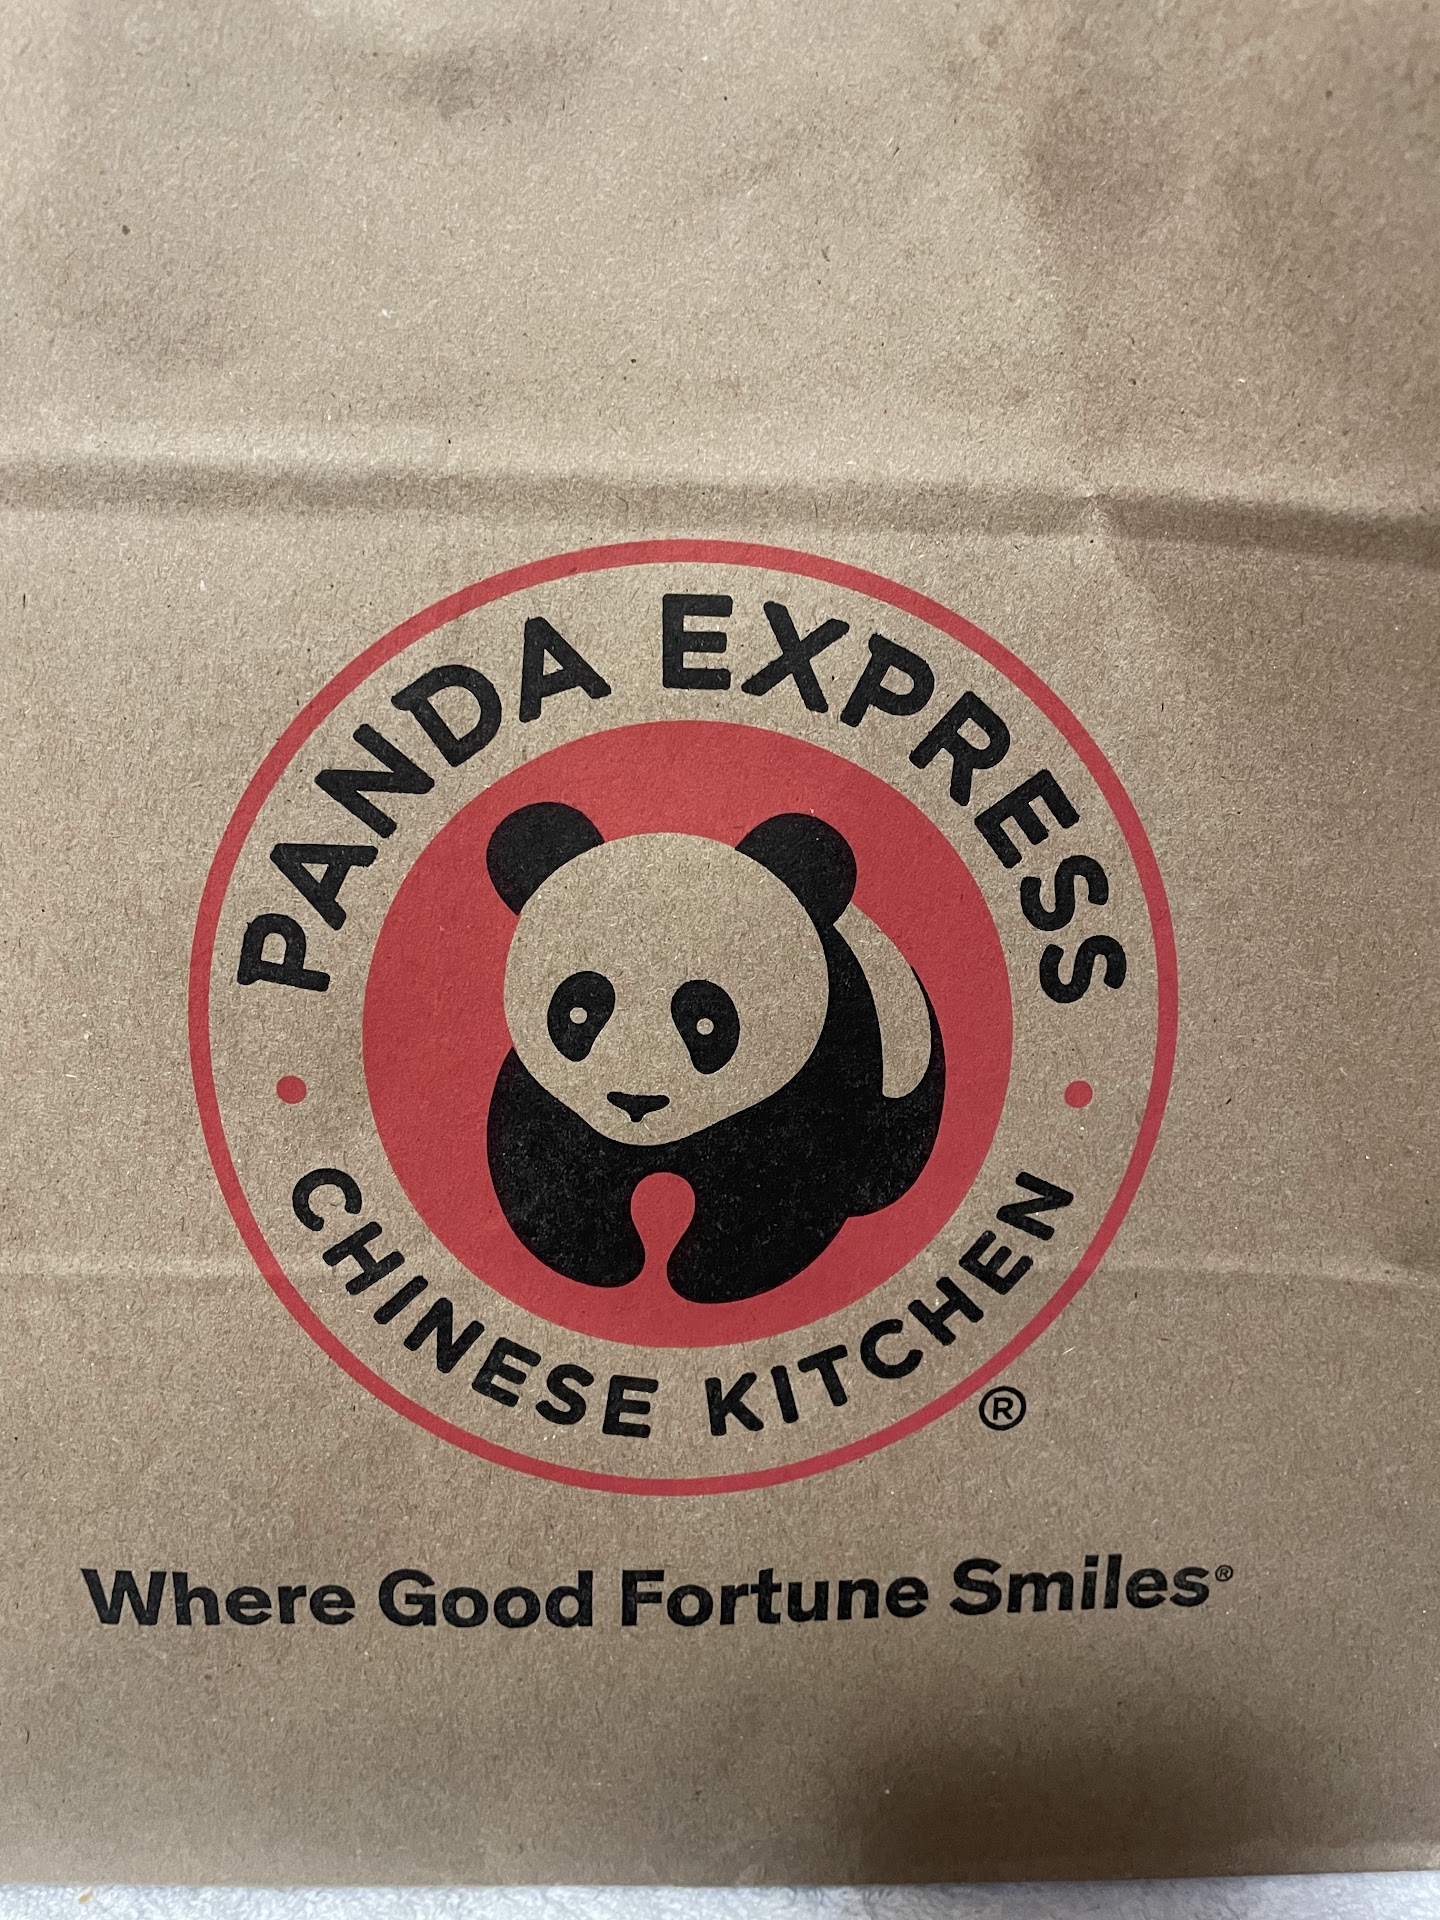 PANDA EXPRESS
CHINESE KITCHEN
®
Where Good Fortune Smiles®